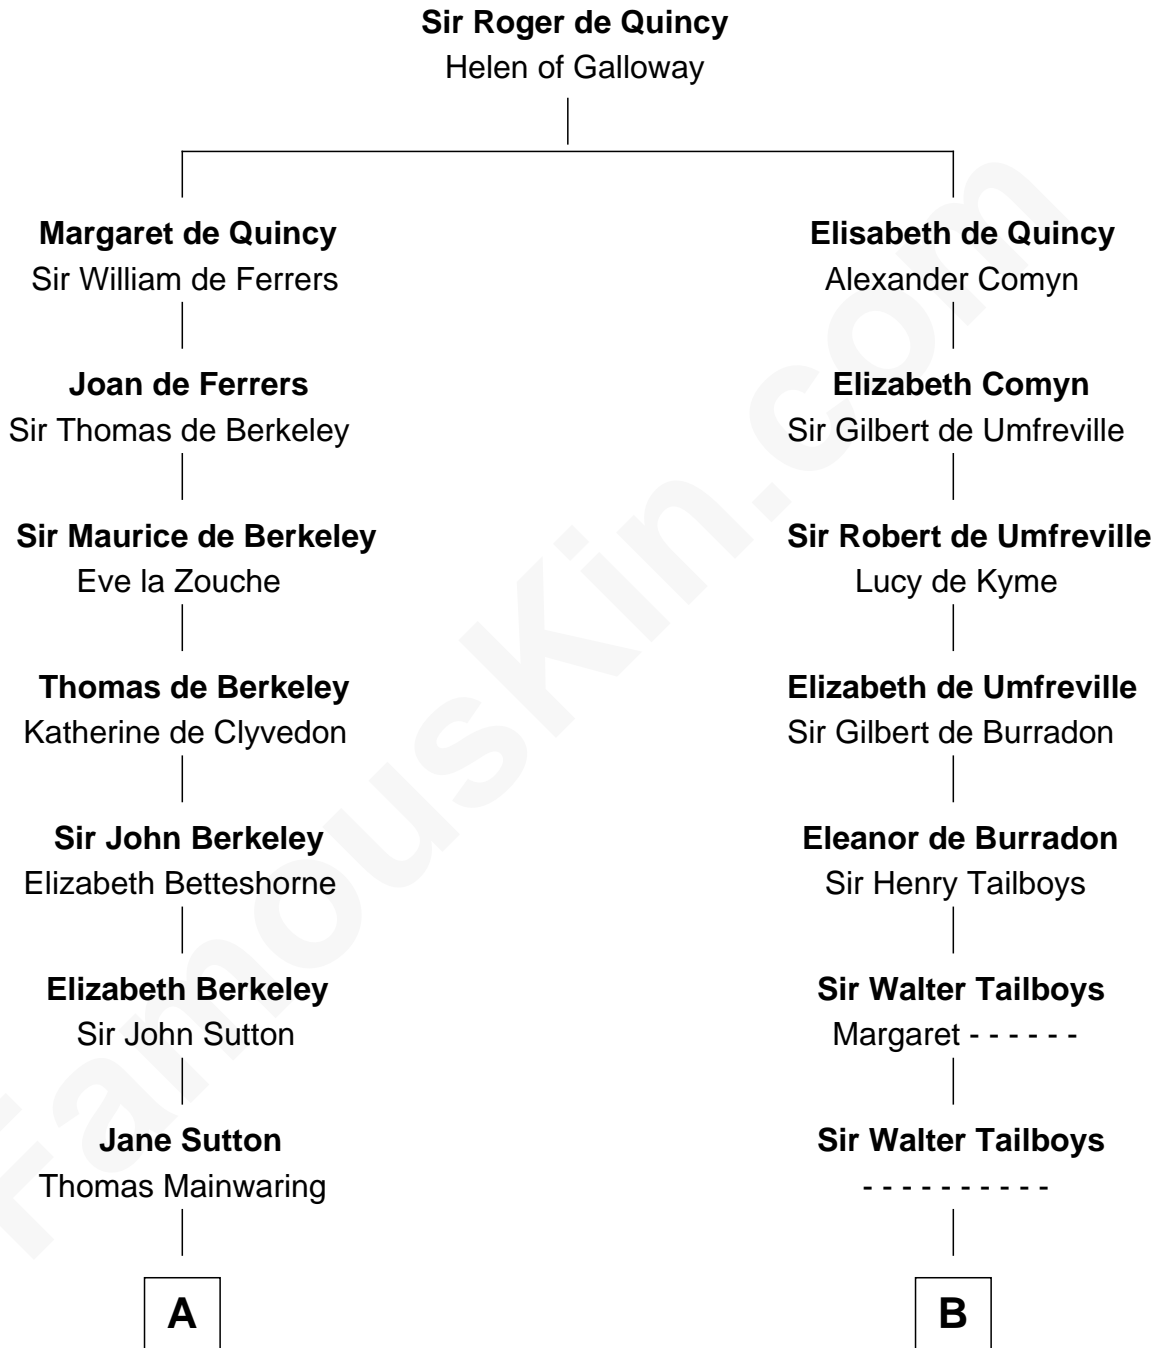 Sir Roger de Quincy
Helen of Galloway
Margaret de Quincy
Sir William de Ferrers
Elisabeth de Quincy
Alexander Comyn
Joan de Ferrers
Sir Thomas de Berkeley
Elizabeth Comyn
Sir Gilbert de Umfreville
Sir Maurice de Berkeley
Eve la Zouche
Sir Robert de Umfreville
Lucy de Kyme
Thomas de Berkeley
Katherine de Clyvedon
Elizabeth de Umfreville
Sir Gilbert de Burradon
Sir John Berkeley
Elizabeth Betteshorne
Eleanor de Burradon
Sir Henry Tailboys
Elizabeth Berkeley
Sir John Sutton
Sir Walter Tailboys
Margaret - - - - - -
Jane Sutton
Thomas Mainwaring
Sir Walter Tailboys
- - - - - - - - - -
A
B
FamousKin.com